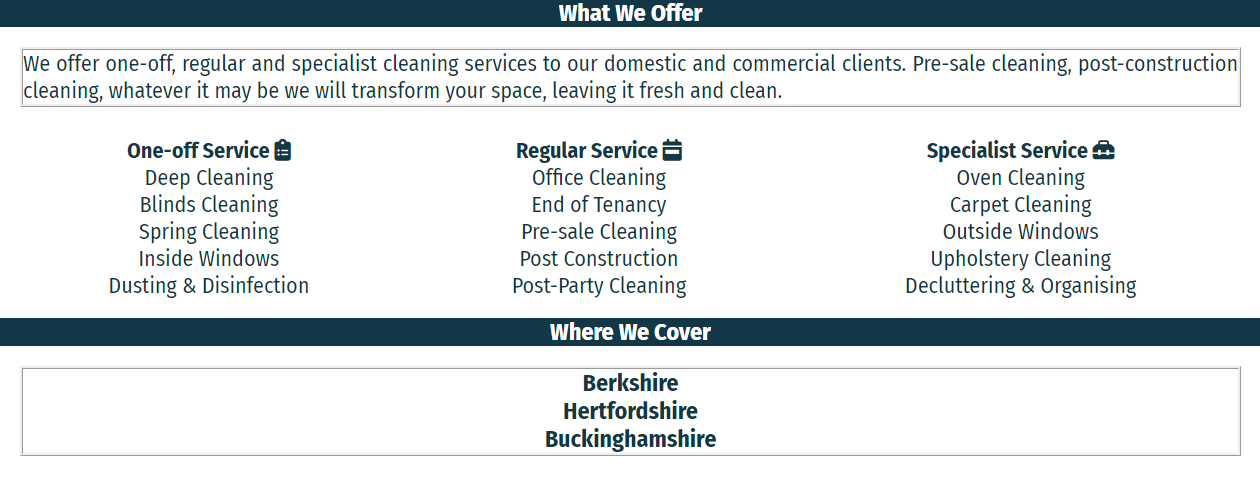 What We Offer
We offer one-off, regular and specialist cleaning services to our domestic and commercial clients. Pre-sale cleaning, post-construction
cleaning, whatever it may be we will transform your space, leaving it fresh and clean.
One-off Service
Deep Cleaning
Blinds Cleaning
Spring Cleaning
Inside Windows
Dusting & Disinfection
Regular Service
Office Cleaning
End of Tenancy
Pre-sale Cleaning
Post Construction
Post-Party Cleaning
Specialist Service
Oven Cleaning
Carpet Cleaning
Outside Windows
Upholstery Cleaning
Decluttering & Organising
Where We Cover
Berkshire
Hertfordshire
Buckinghamshire